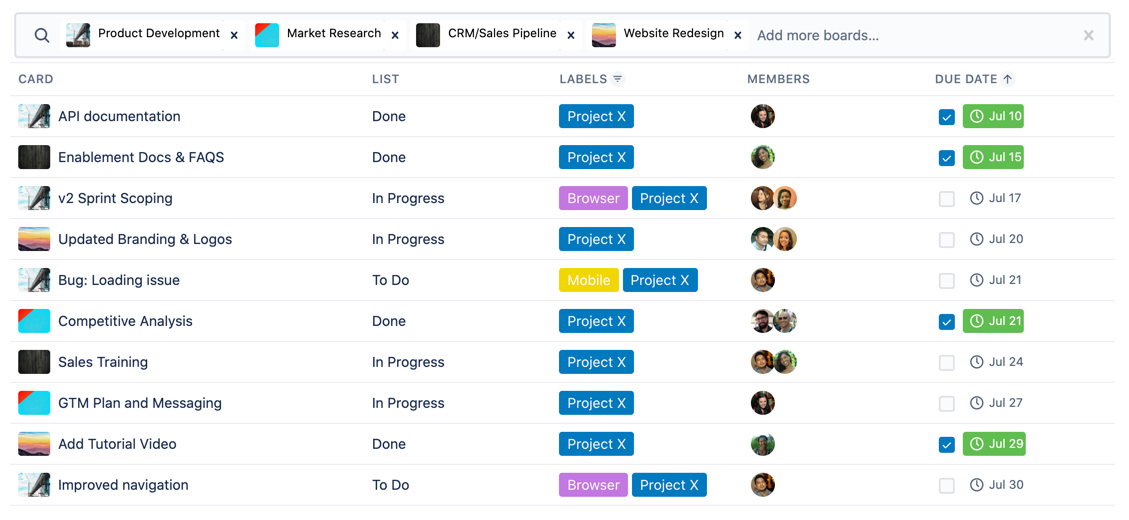 Product Development × Market Research × CRM/Sales Pipeline × Website Redesign × Add more boards... ×
CARD LIST LABELS MEMBERS DUE DATE ↑
API documentation Done Project X Jul 10
Enablement Docs & FAQS Done Project X Jul 15
v2 Sprint Scoping In Progress Browser Project X Jul 17
Updated Branding & Logos In Progress Project X Jul 20
Bug: Loading issue To Do Mobile Project X Jul 21
Competitive Analysis Done Project X Jul 21
Sales Training In Progress Project X Jul 24
GTM Plan and Messaging In Progress Project X Jul 27
Add Tutorial Video Done Project X Jul 29
Improved navigation To Do Browser Project X Jul 30